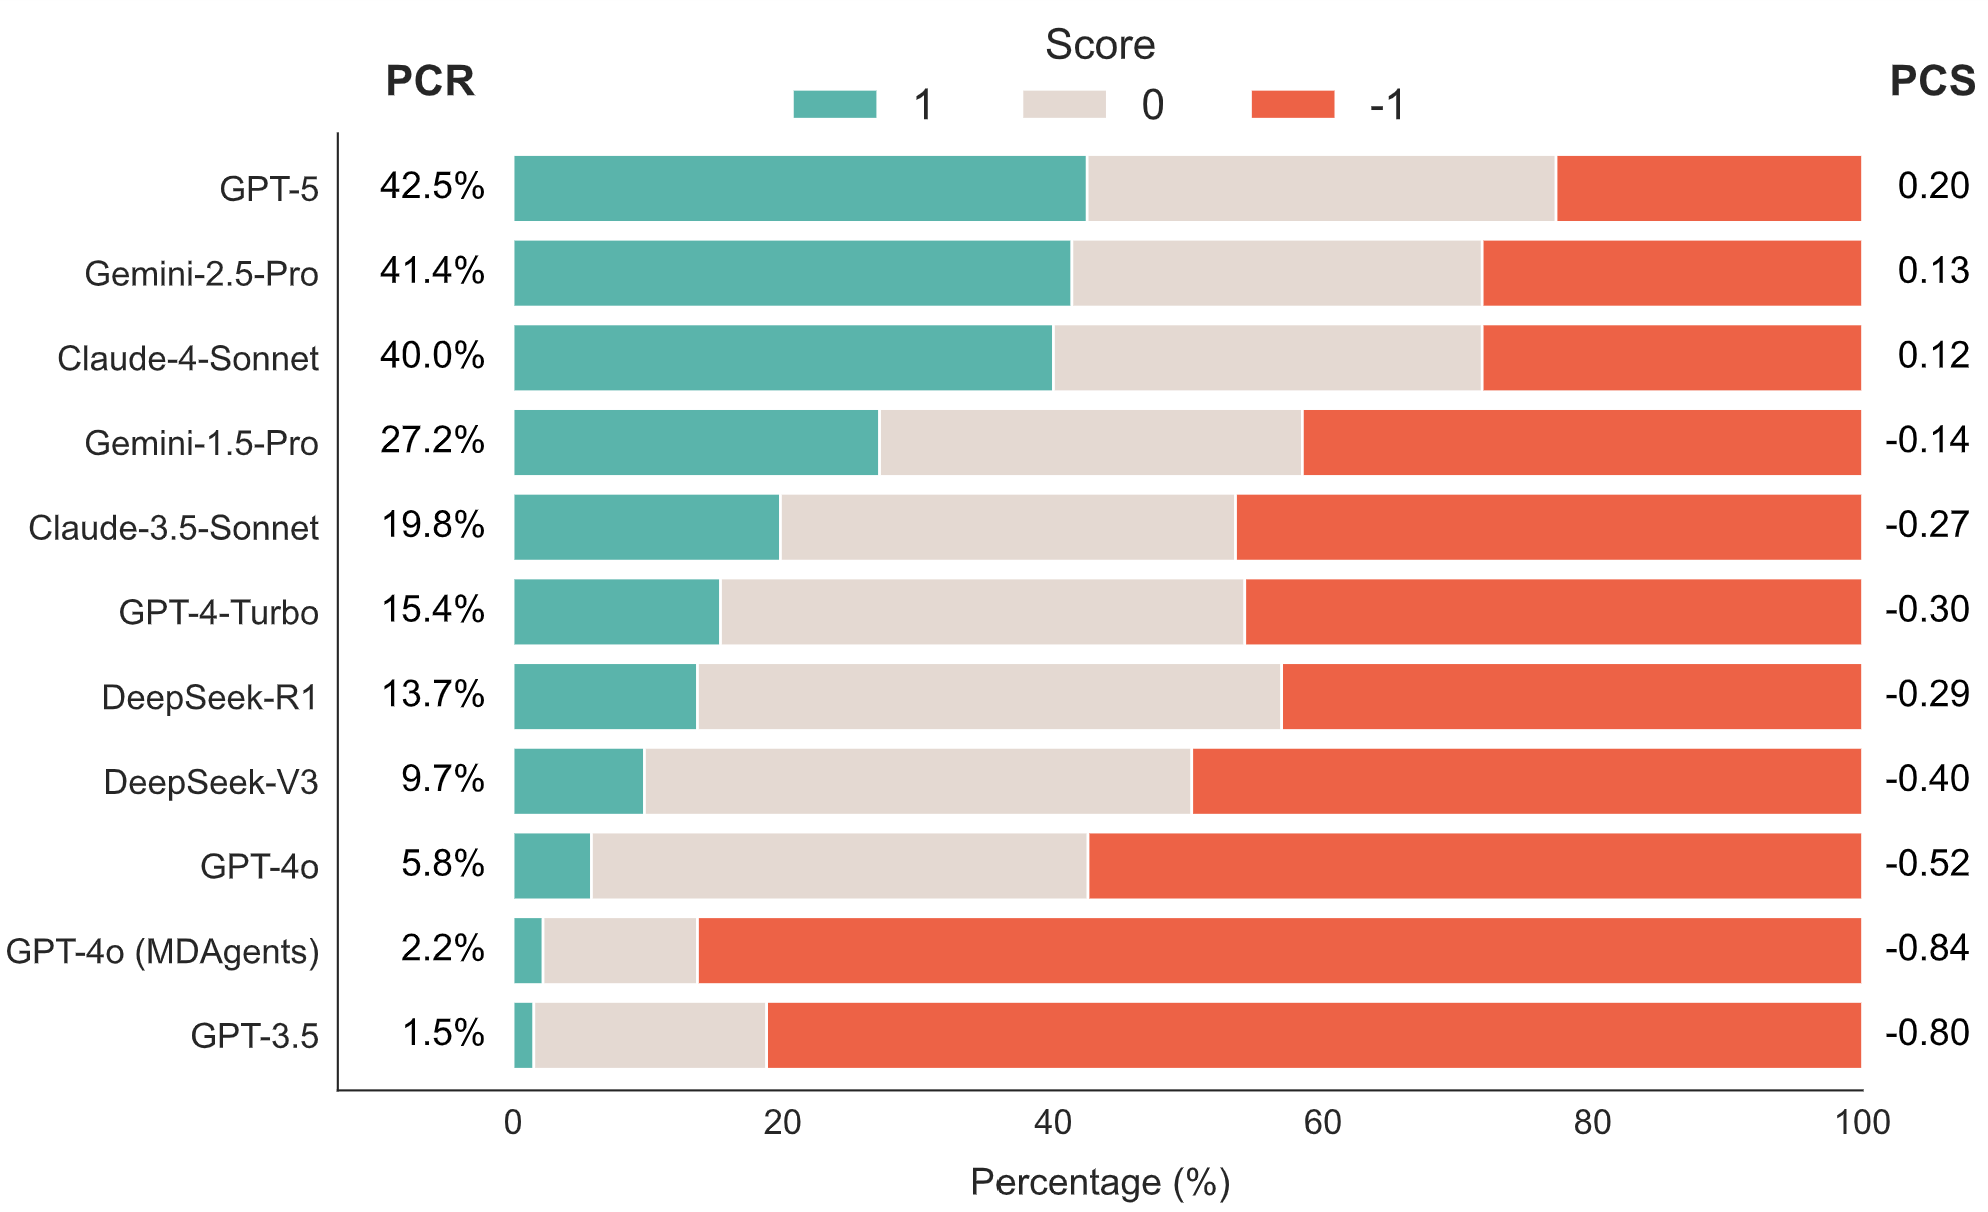 Score
PCR 1 0 -1 PCS
GPT-5 42.5% 0.20
Gemini-2.5-Pro 41.4% 0.13
Claude-4-Sonnet 40.0% 0.12
Gemini-1.5-Pro 27.2% -0.14
Claude-3.5-Sonnet 19.8% -0.27
GPT-4-Turbo 15.4% -0.30
DeepSeek-R1 13.7% -0.29
DeepSeek-V3 9.7% -0.40
GPT-4o 5.8% -0.52
GPT-4o (MDAgents) 2.2% -0.84
GPT-3.5 1.5% -0.80
0 20 40 60 80 100
Percentage (%)